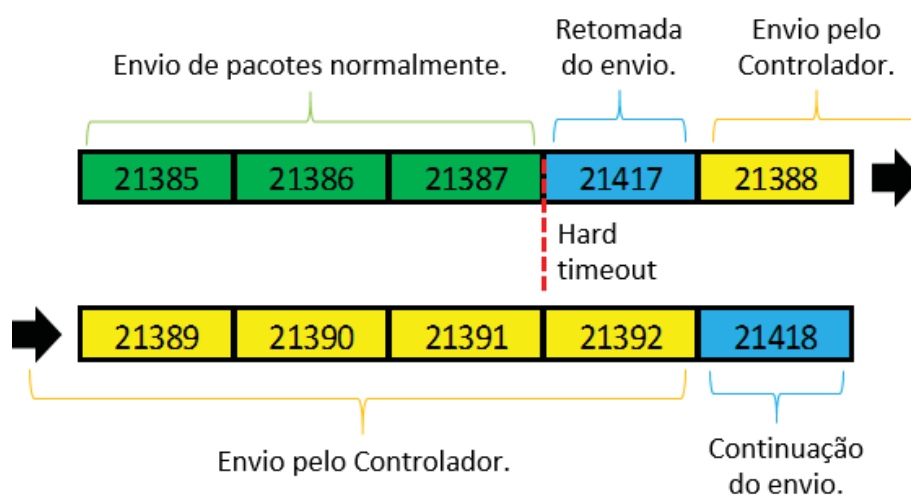 Envio de pacotes normalmente.
Retomada
do envio.
Envio pelo
Controlador.
21385 21386 21387 21417 21388
Hard
timeout
21389 21390 21391 21392 21418
Envio pelo Controlador.
Continuação
do envio.